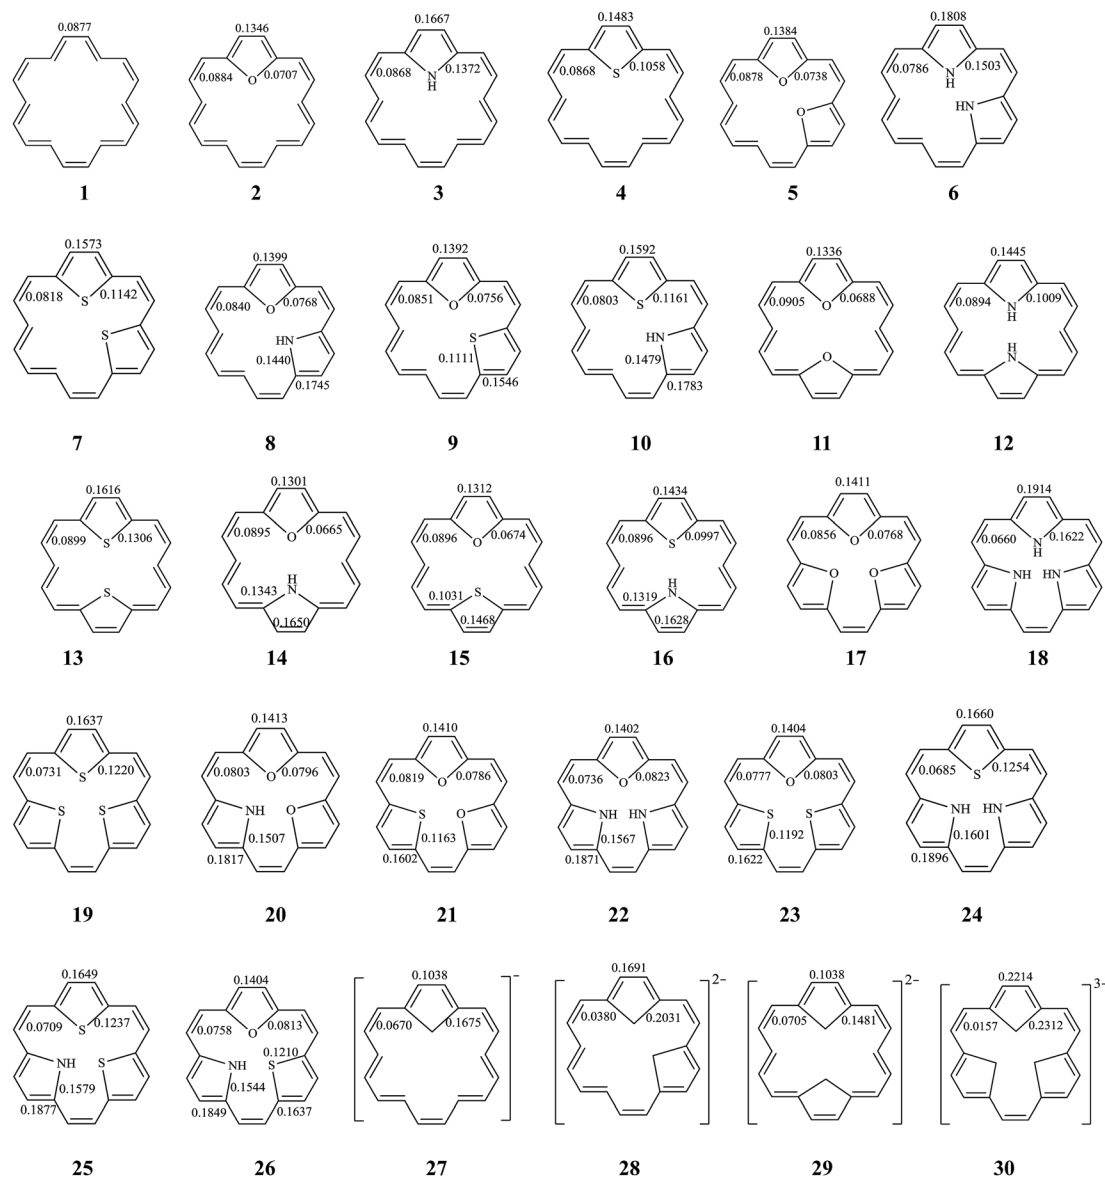 0.0877 0.1346 0.1667 0.1483 0.1384 0.1808
0.0884 0.0707 O 0.0868 0.1372 N H 0.0868 0.1058 S 0.0878 0.0738 O O 0.0786 0.1503 N H HN
1 2 3 4 5 6
0.1573 0.1399 0.1392 0.1592 0.1336 0.1445
0.0818 0.1142 S 0.0840 0.0768 O 0.0851 0.0756 O 0.0803 0.1161 S 0.0905 0.0688 O 0.0894 0.1009 N H
S HN S HN O H N
0.1440 0.1111 0.1479
0.1745 0.1546 0.1783
7 8 9 10 11 12
0.1616 0.1301 0.1312 0.1434 0.1411 0.1914
0.0899 0.1306 S 0.0895 0.0665 O 0.0896 0.0674 O 0.0896 0.0997 S 0.0856 0.0768 O 0.0660 0.1622 N H
S H N S H N O O NH HN
0.1343 0.1031 0.1319
0.1650 0.1468 0.1628
13 14 15 16 17 18
0.1637 0.1413 0.1410 0.1402 0.1404 0.1660
0.0731 0.1220 S 0.0803 0.0796 O 0.0819 0.0786 O 0.0736 0.0823 O 0.0777 0.0803 O 0.0685 0.1254 S
S S NH O S O NH HN S S NH HN
0.1507 0.1163 0.1567 0.1192 0.1601
0.1817 0.1602 0.1871 0.1622 0.1896
19 20 21 22 23 24
0.1649 0.1404 0.1038 − 0.1691 2− 0.1038 2− 0.2214 3−
0.0709 0.1237 S 0.0758 0.0813 O 0.0670 0.1675 0.0380 0.2031 0.0705 0.1481 0.0157 0.2312
NH S NH S 0.1210
0.1579 0.1544
0.1877 0.1849 0.1637
25 26 27 28 29 30